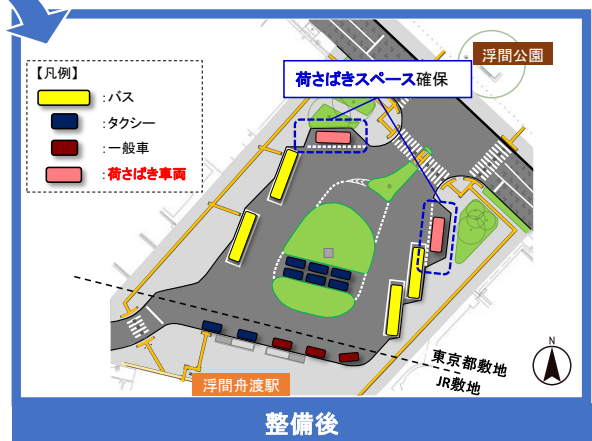 浮間公園
【凡例】
:バス
:タクシー
:一般車
:荷さばき車両
荷さばきスペース確保
N
東京都敷地
JR敷地
浮間舟渡駅
整備後